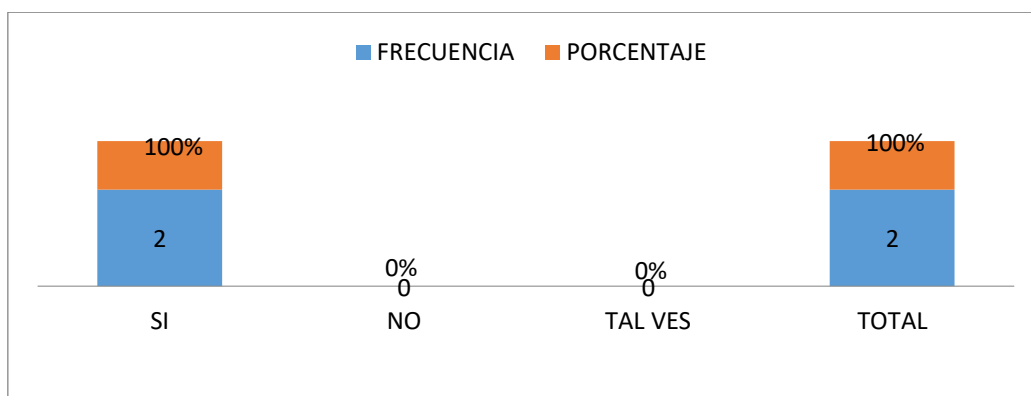 FRECUENCIA PORCENTAJE
100% 100%
2 2
0% 0%
0 0
SI NO TAL VES TOTAL